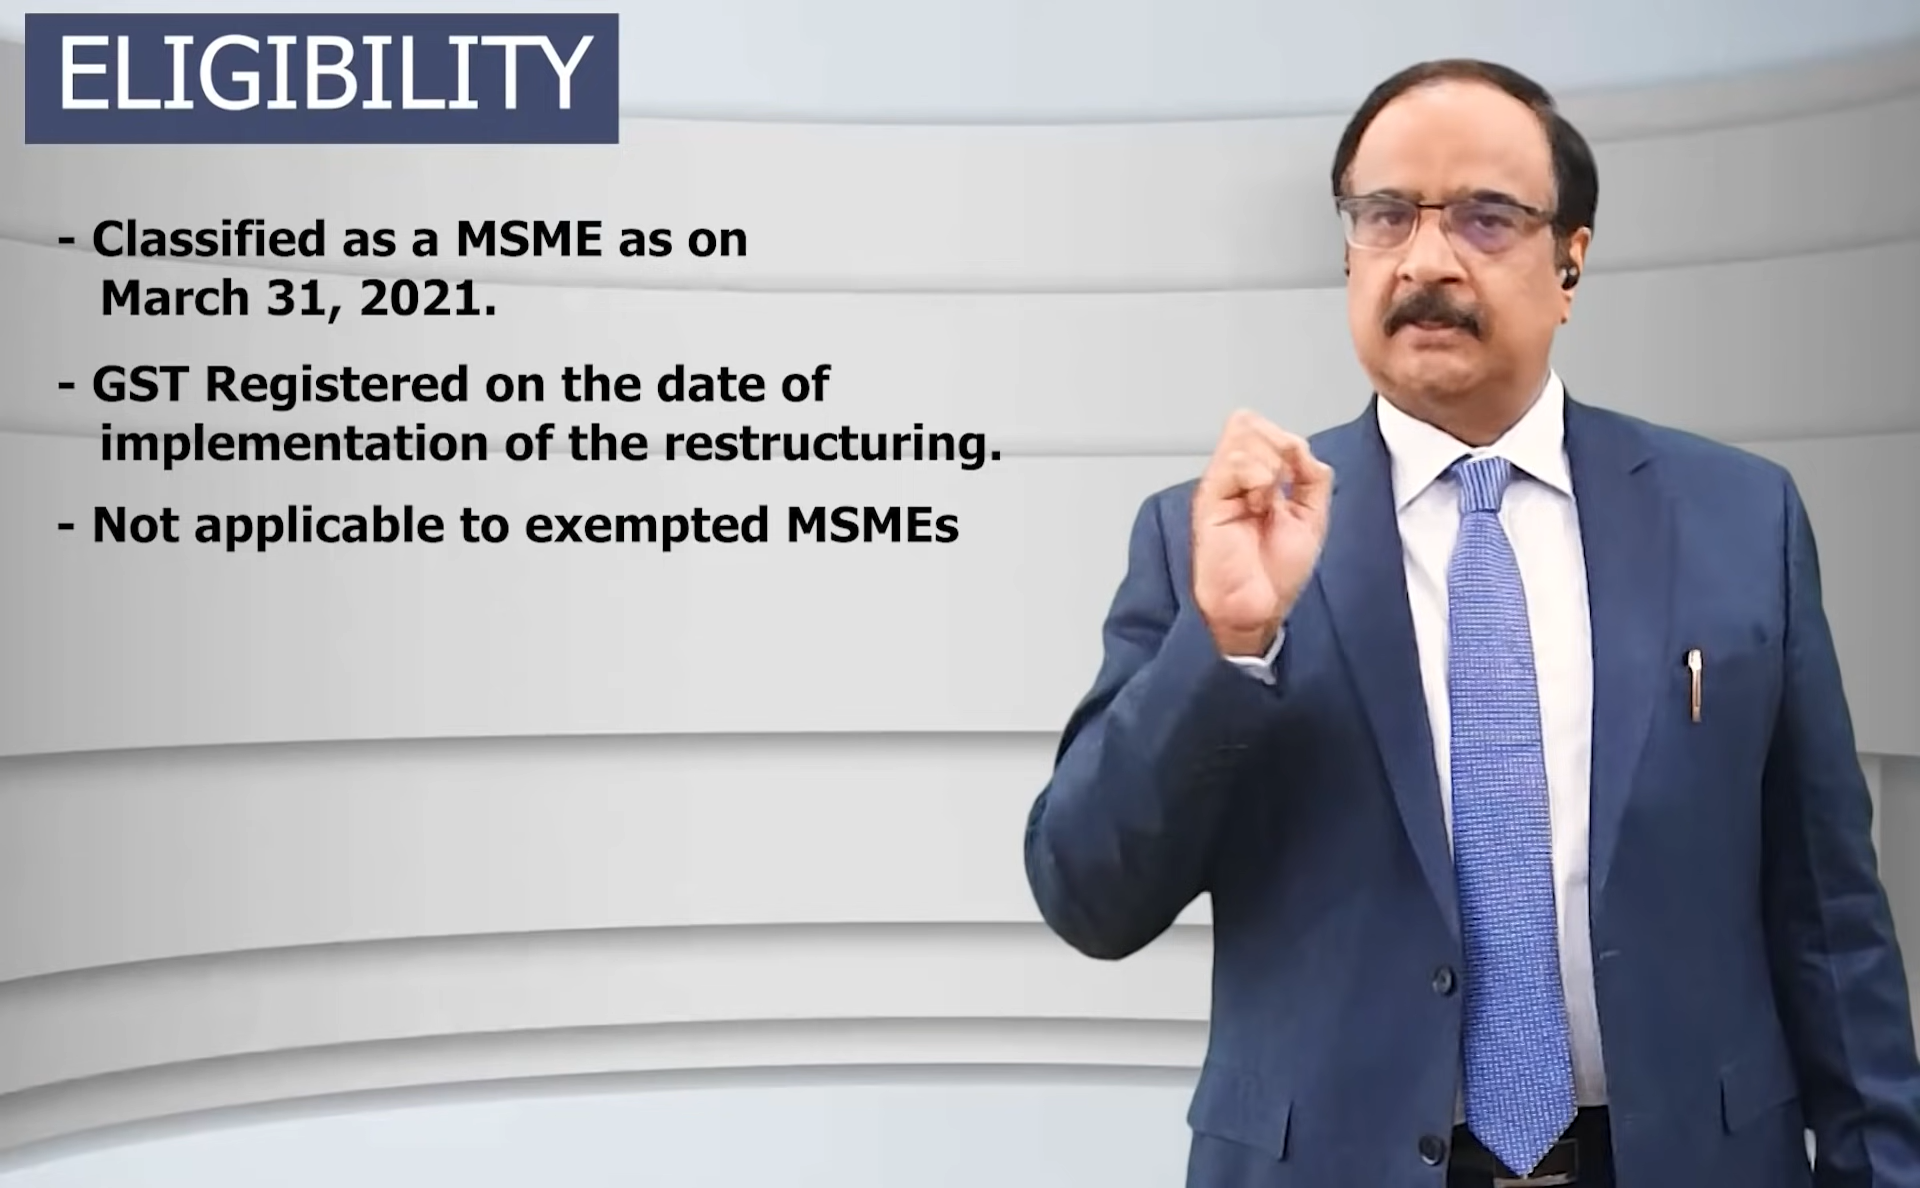 ELIGIBILITY
- Classified as a MSME as on
March 31, 2021.
- GST Registered on the date of
implementation of the restructuring.
- Not applicable to exempted MSMEs